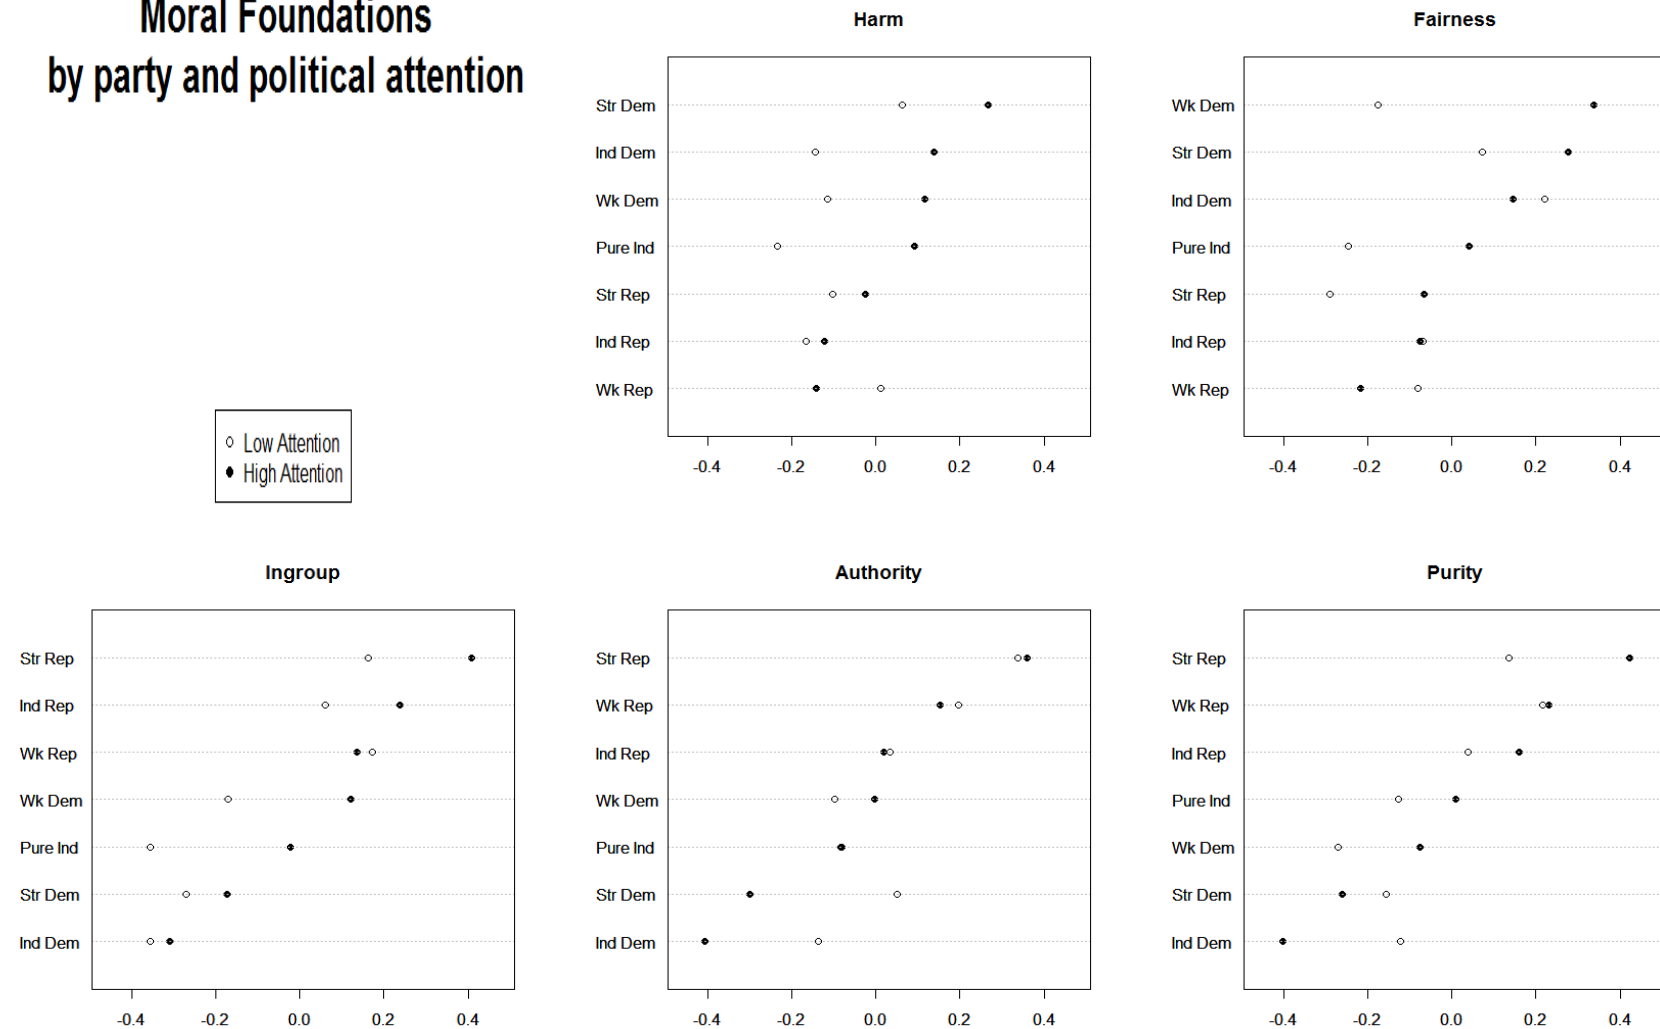 Moral Foundations
by party and political attention
Low Attention
High Attention
Harm
Str Dem
Ind Dem
Wk Dem
Pure Ind
Str Rep
Ind Rep
Wk Rep
-0.4 -0.2 0.0 0.2 0.4
Fairness
Wk Dem
Str Dem
Ind Dem
Pure Ind
Str Rep
Ind Rep
Wk Rep
-0.4 -0.2 0.0 0.2 0.4
Ingroup
Str Rep
Ind Rep
Wk Rep
Wk Dem
Pure Ind
Str Dem
Ind Dem
-0.4 -0.2 0.0 0.2 0.4
Authority
Str Rep
Wk Rep
Ind Rep
Wk Dem
Pure Ind
Str Dem
Ind Dem
-0.4 -0.2 0.0 0.2 0.4
Purity
Str Rep
Wk Rep
Ind Rep
Pure Ind
Wk Dem
Str Dem
Ind Dem
-0.4 -0.2 0.0 0.2 0.4